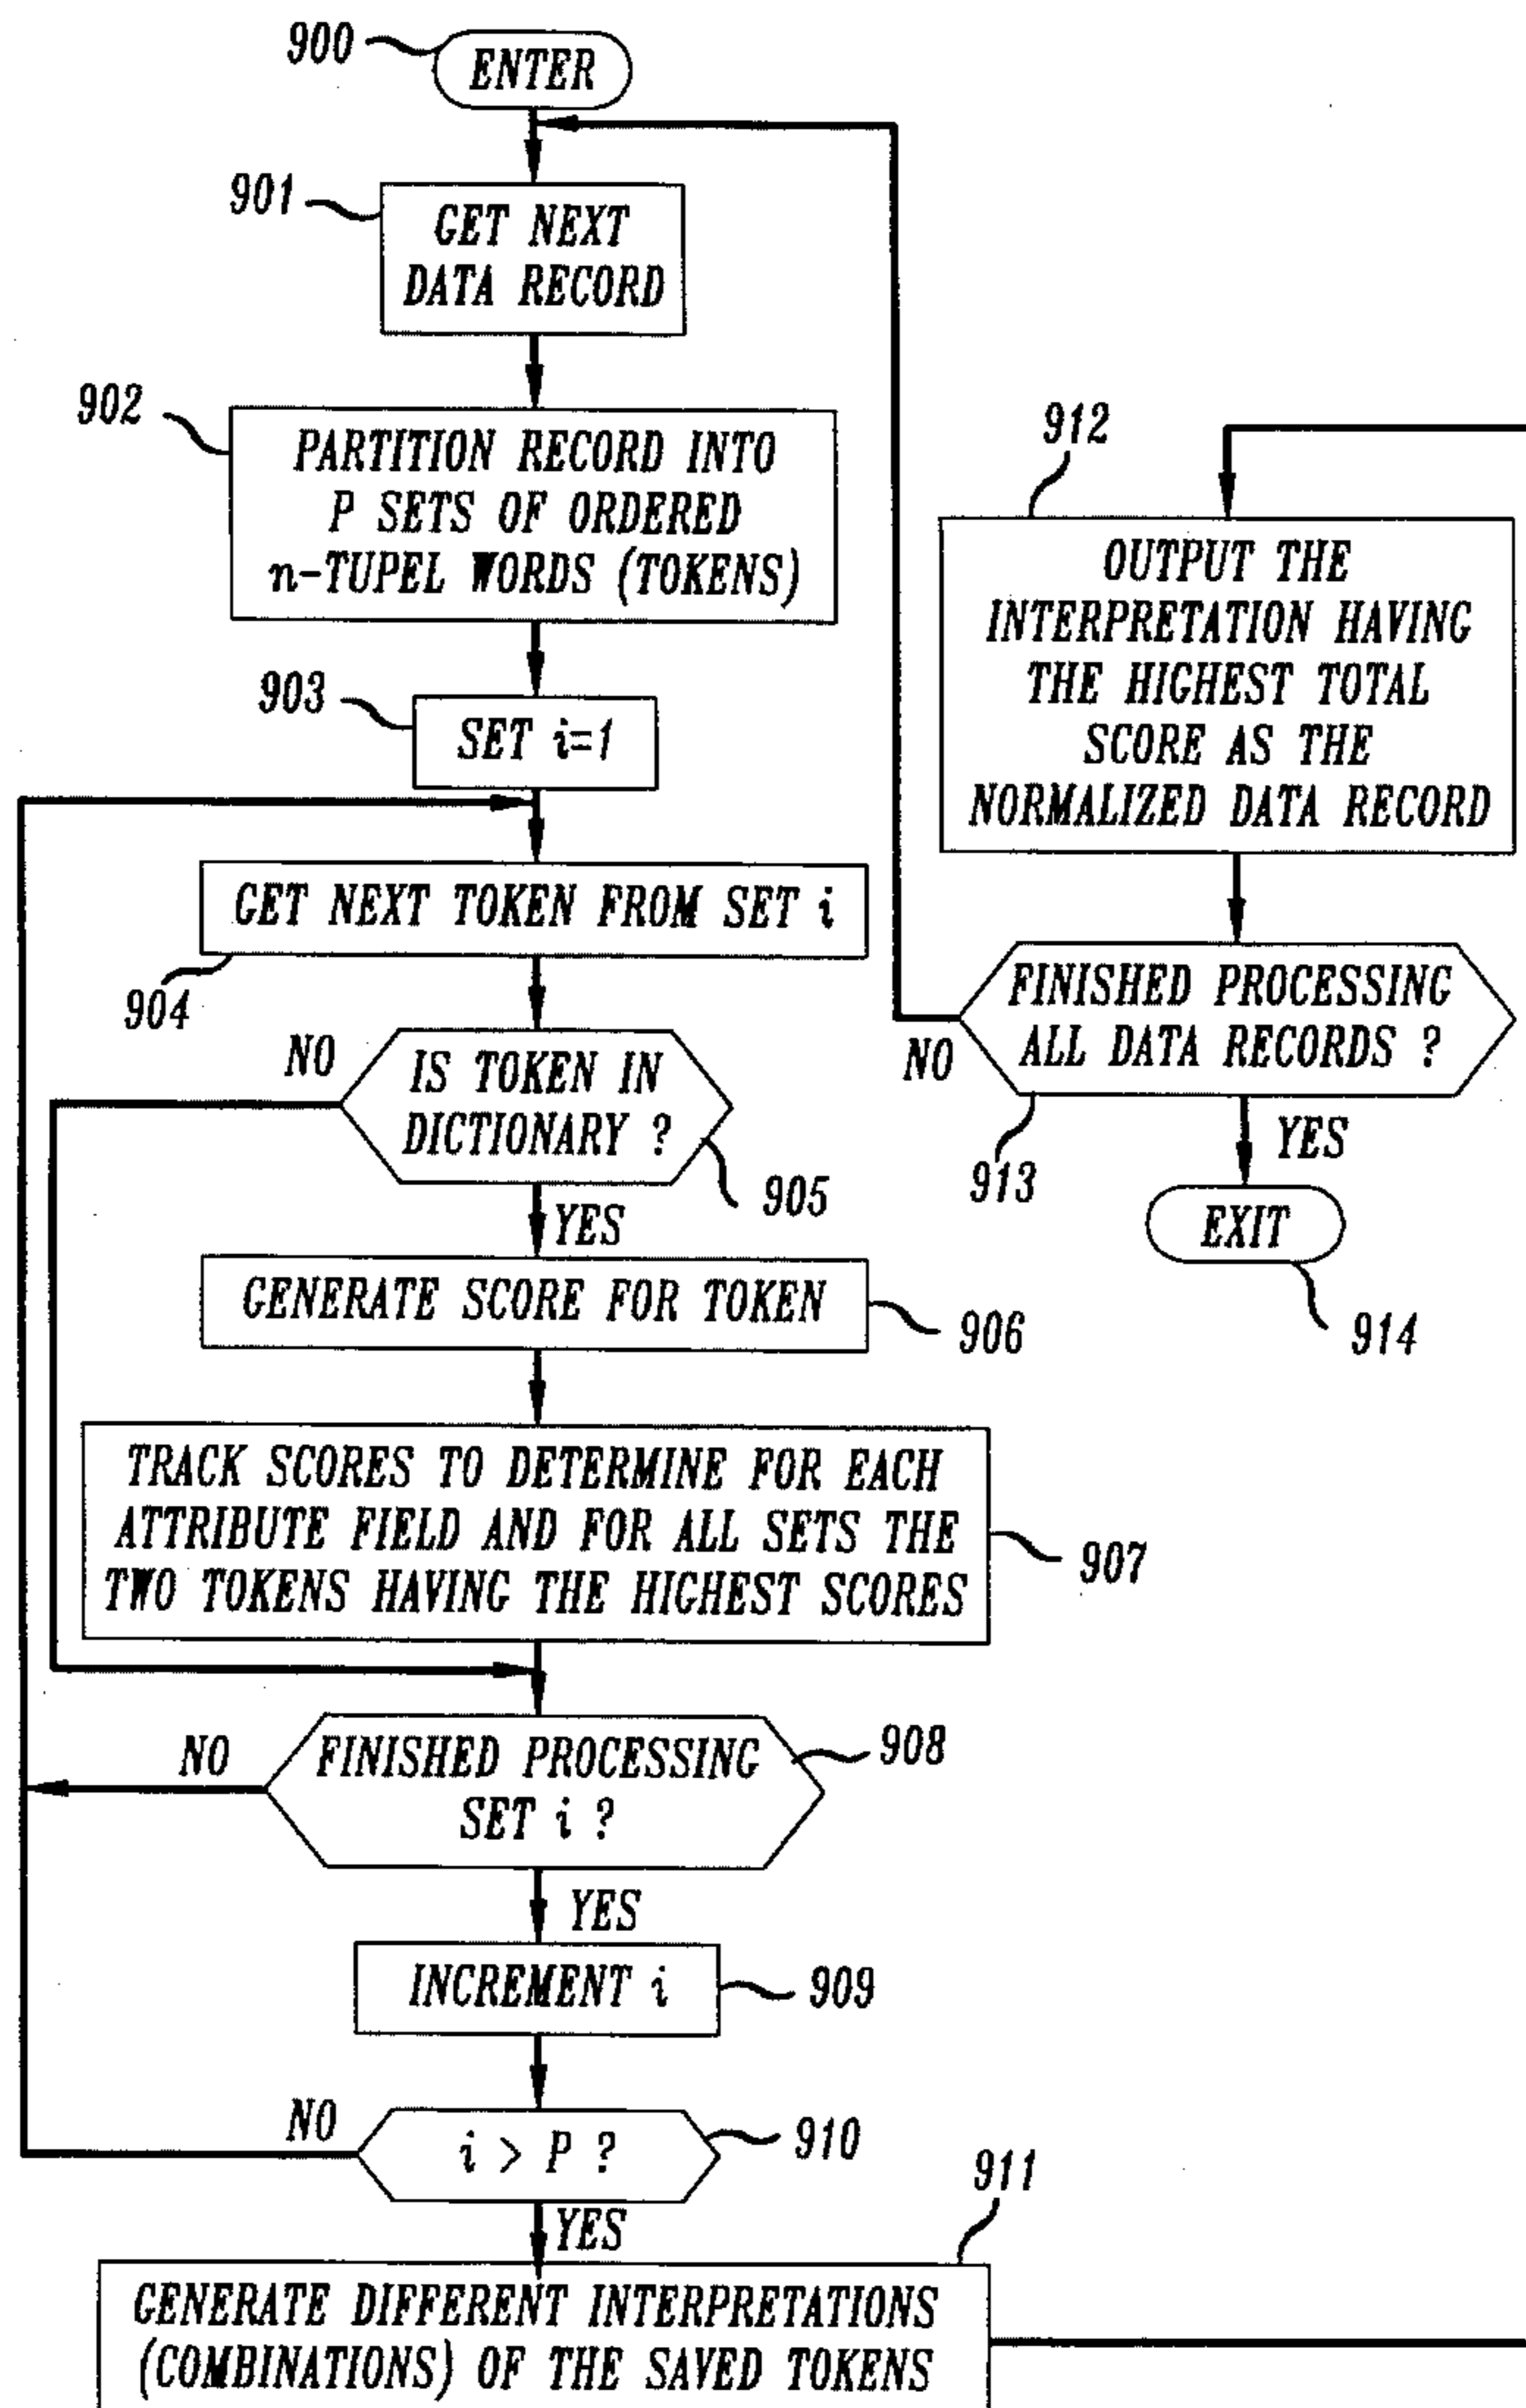 900
ENTER
901
GET NEXT
DATA RECORD
902
PARTITION RECORD INTO
P SETS OF ORDERED
n-TUPEL WORDS (TOKENS)
903
SET i=1
GET NEXT TOKEN FROM SET i
904
NO
IS TOKEN IN
DICTIONARY ?
905
YES
GENERATE SCORE FOR TOKEN
906
TRACK SCORES TO DETERMINE FOR EACH
ATTRIBUTE FIELD AND FOR ALL SETS THE
TWO TOKENS HAVING THE HIGHEST SCORES
907
NO
FINISHED PROCESSING
SET i ?
908
YES
INCREMENT i
909
NO
i > P ?
910
YES
911
GENERATE DIFFERENT INTERPRETATIONS
(COMBINATIONS) OF THE SAVED TOKENS
912
OUTPUT THE
INTERPRETATION HAVING
THE HIGHEST TOTAL
SCORE AS THE
NORMALIZED DATA RECORD
FINISHED PROCESSING
ALL DATA RECORDS ?
NO
913
YES
EXIT
914